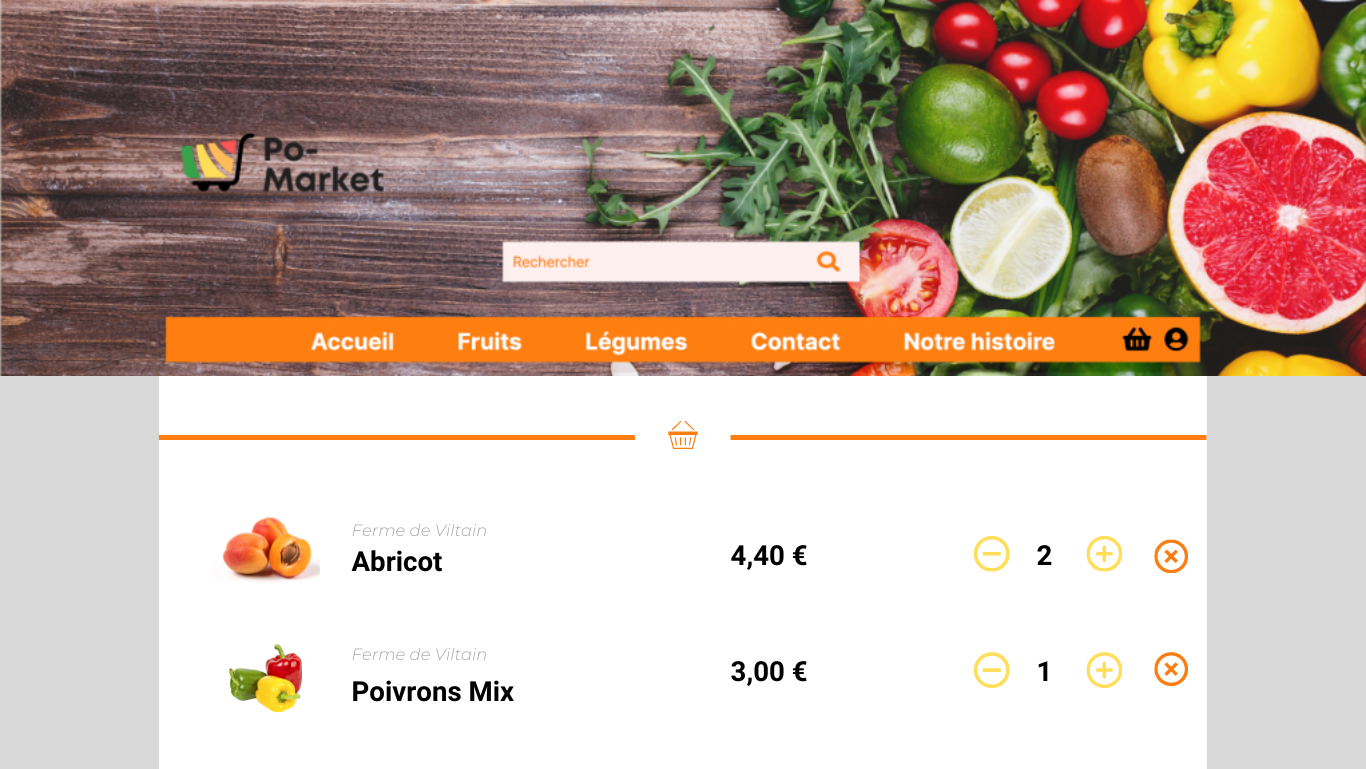 Po-
Market
Rechercher
Accueil Fruits Légumes Contact Notre histoire
Ferme de Viltain
Abricot
4,40 €
2
Ferme de Viltain
Poivrons Mix
3,00 €
1